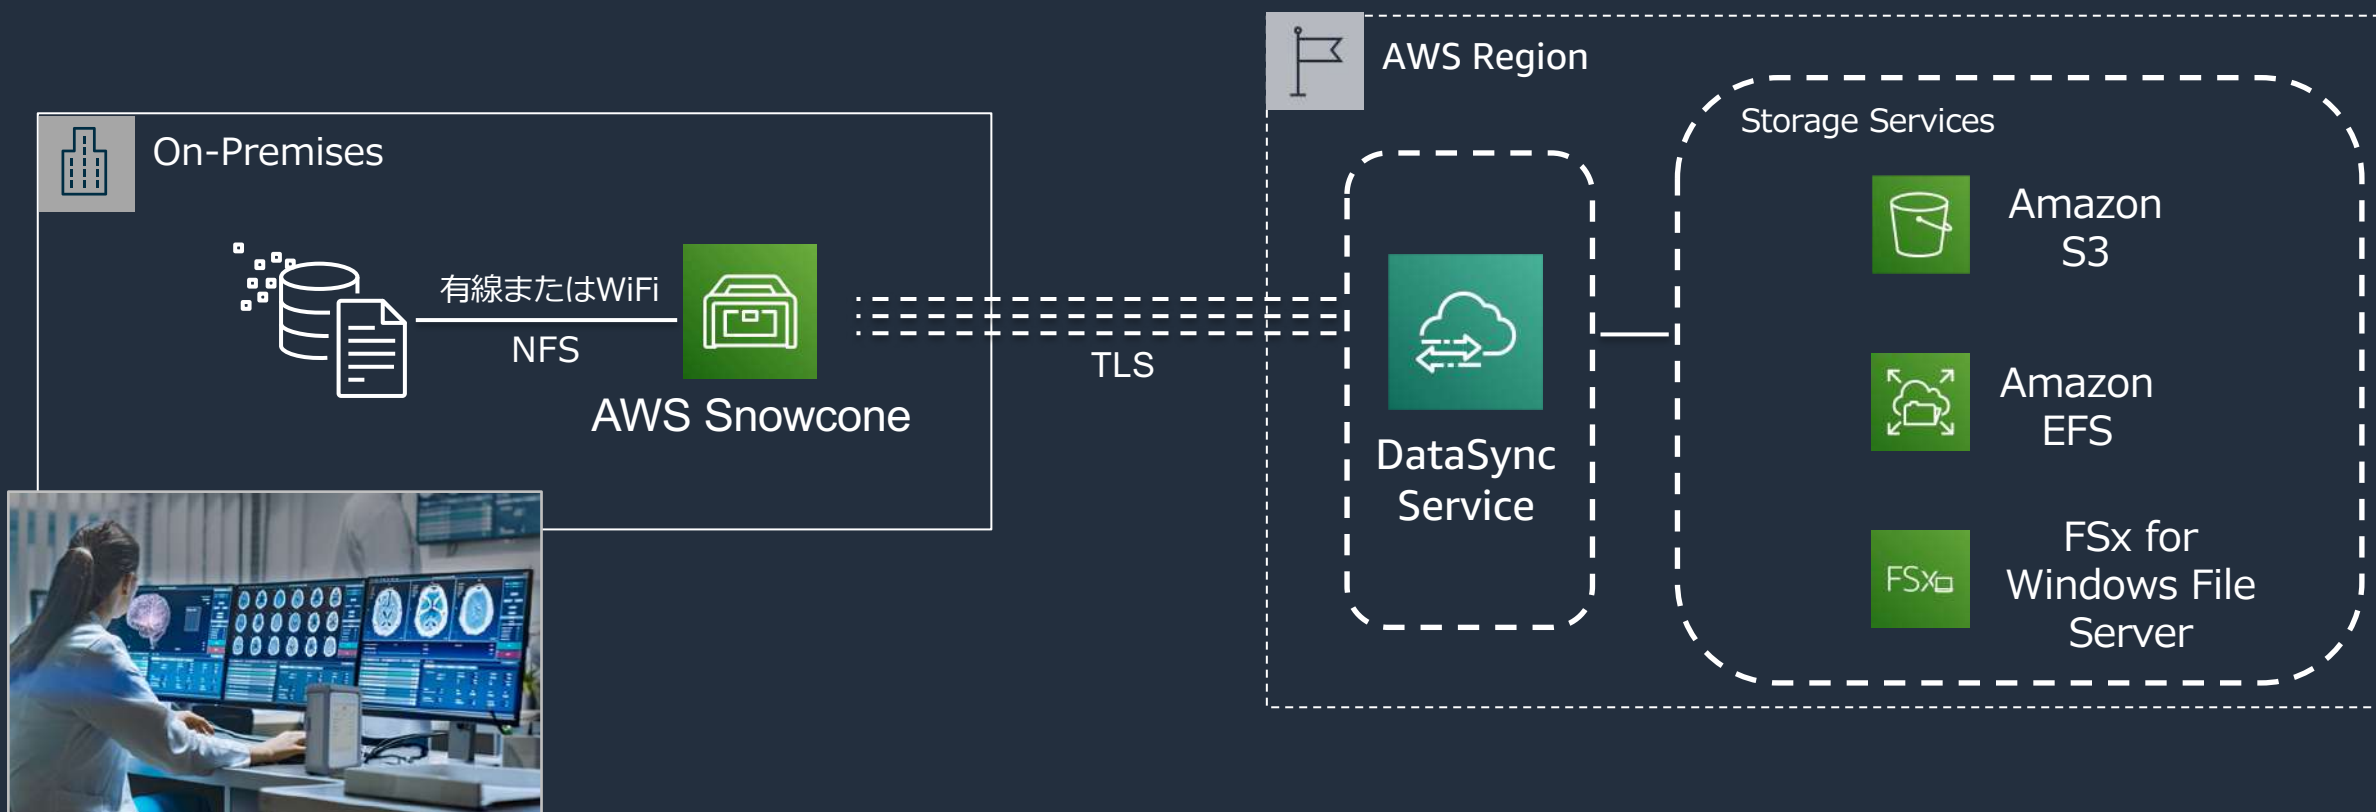 On-Premises
有線またはWiFi
NFS
AWS Snowcone
TLS
AWS Region
DataSync
Service
Storage Services
Amazon
S3
Amazon
EFS
FSx
FSx for
Windows File
Server